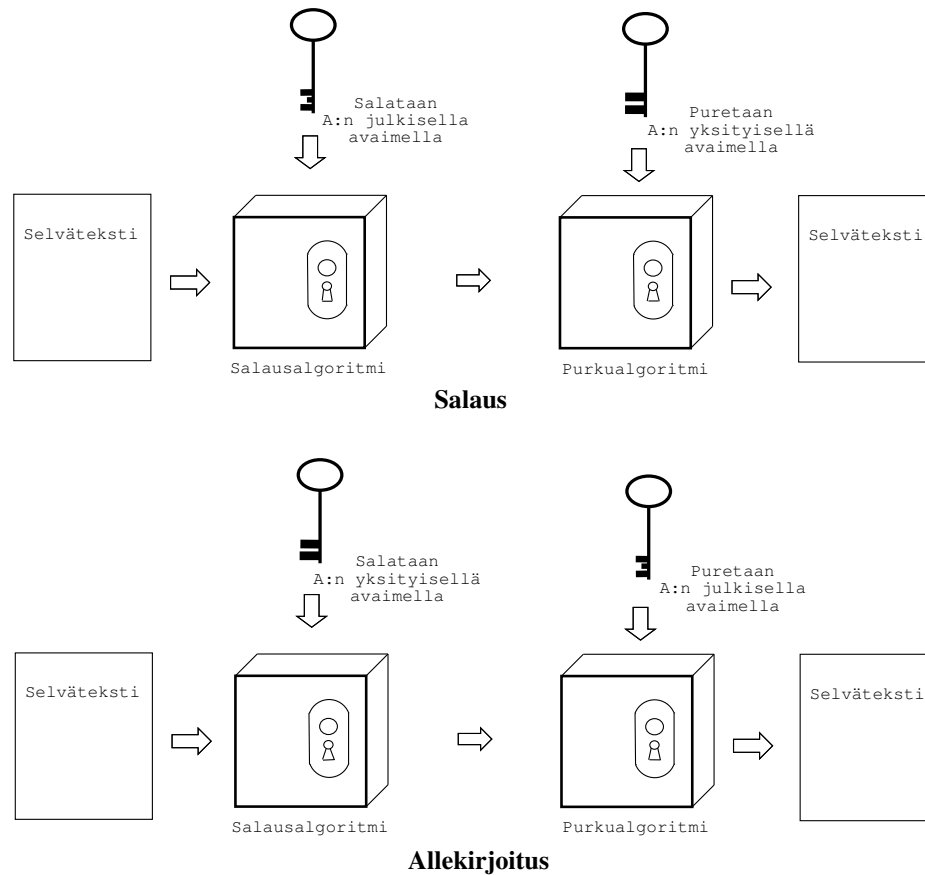 Salataan
A:n julkisella
avaimella
Puretaan
A:n yksityisellä
avaimella
Selväteksti
Selväteksti
Salausalgoritmi
Purkualgoritmi
Salaus
Salataan
A:n yksityisellä
avaimella
Puretaan
A:n julkisella
avaimella
Selväteksti
Selväteksti
Salausalgoritmi
Purkualgoritmi
Allekirjoitus